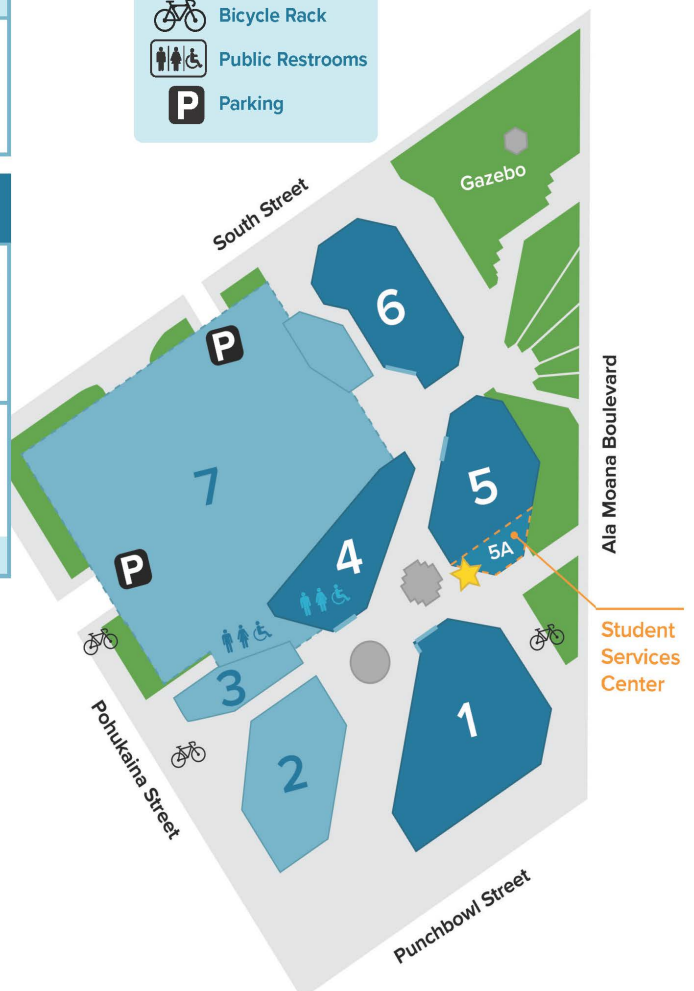 Bicycle Rack
Public Restrooms
P
Parking
South Street
Gazebo
6
P
7
5
Ala Moana Boulevard
4
5A
P
Student
Services
Center
3
1
2
Pohukaina Street
Punchbowl Street